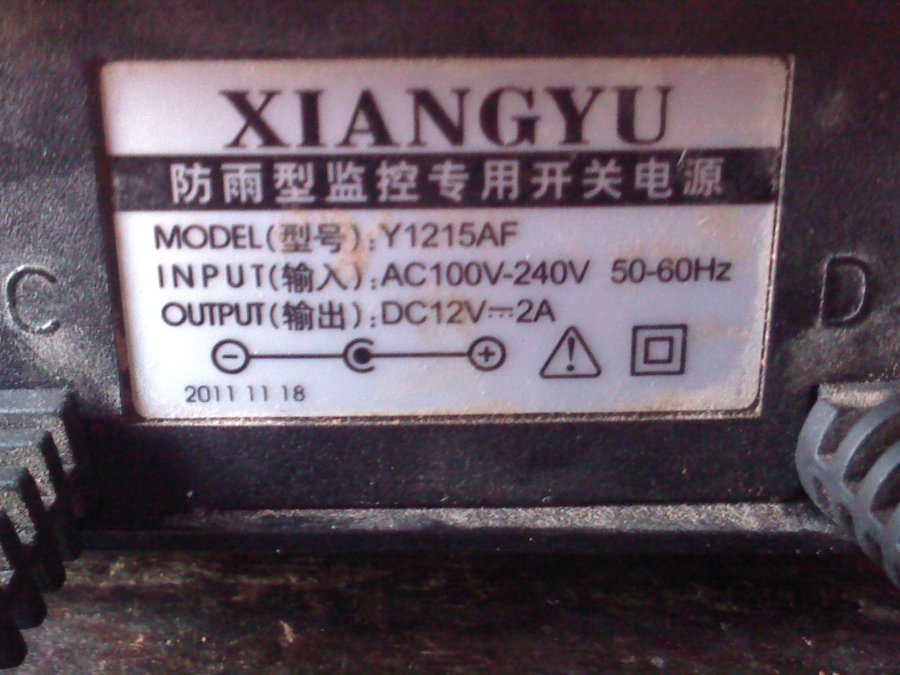 XIANGYU
防雨型监控专用开关电源
MODEL(型号):Y1215AF
INPUT(输入):AC100V-240V 50-60Hz
OUTPUT(输出):DC12V⎓2A
2011 11 18
C
D